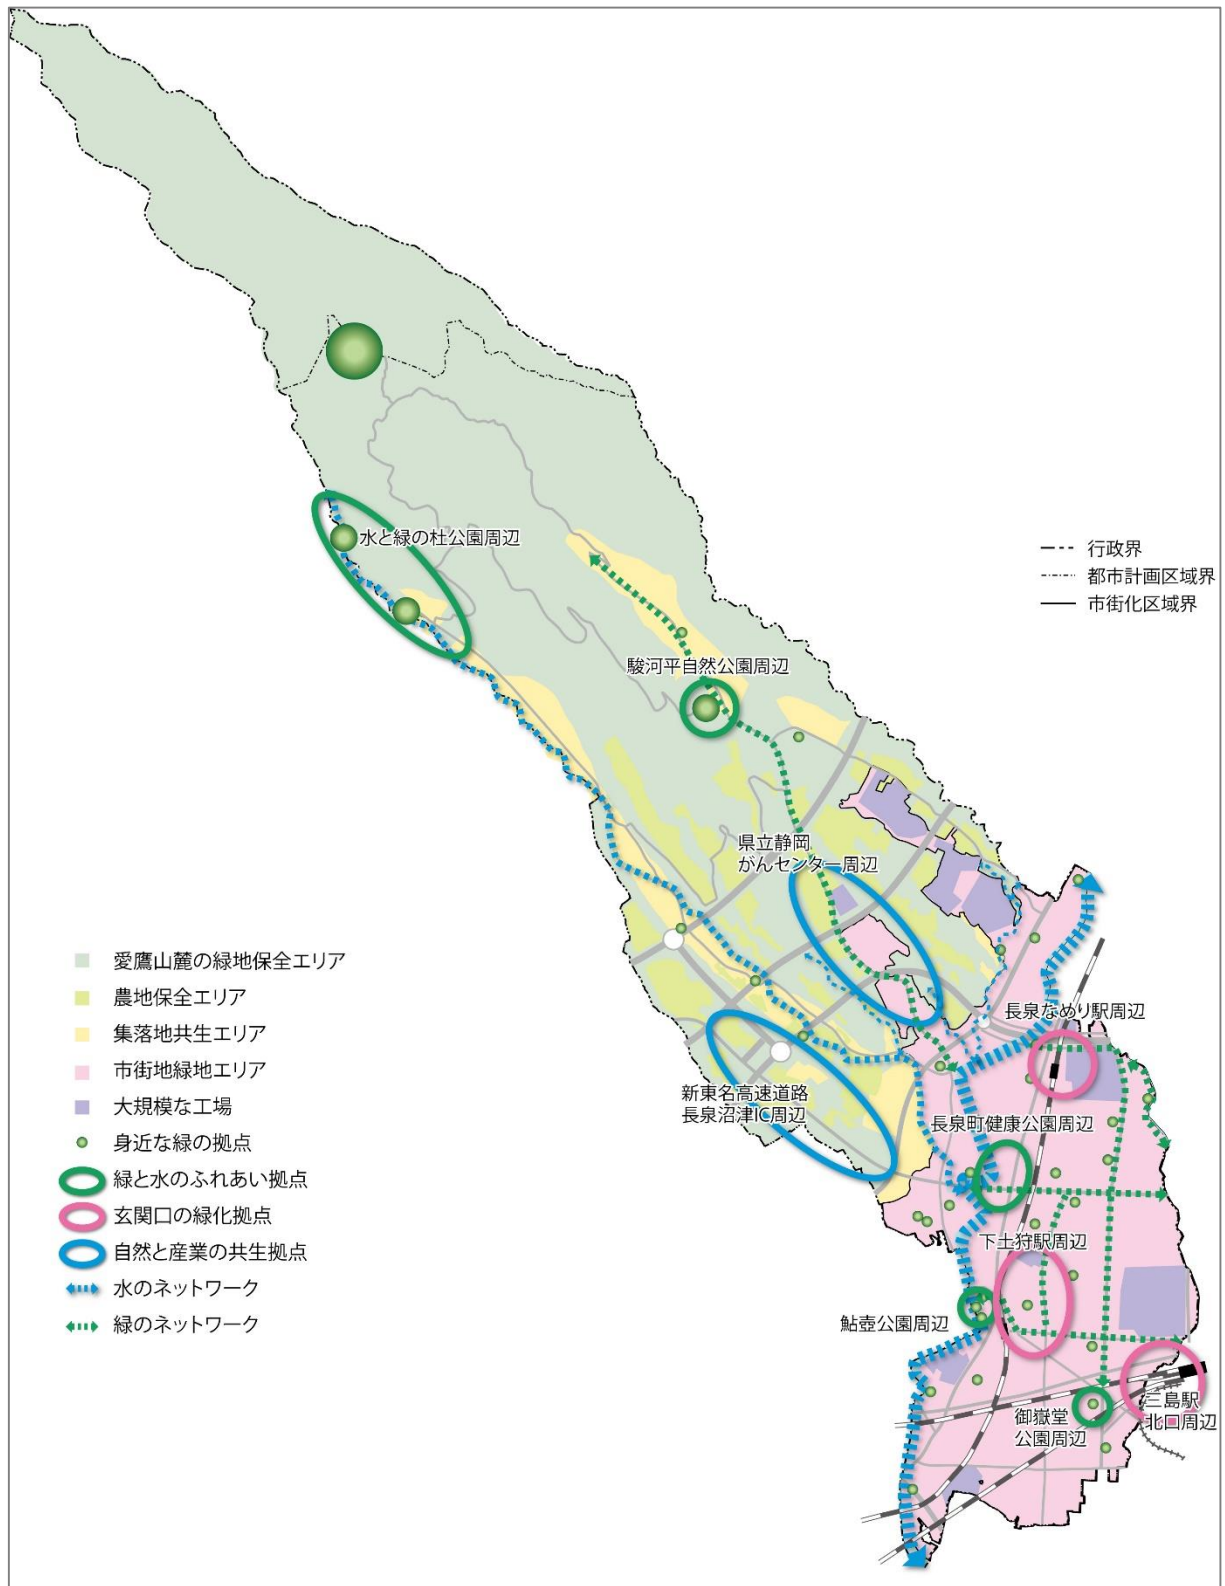 水と緑の杜公園周辺
行政界
都市計画区域界
市街化区域界
駿河平自然公園周辺
県立静岡
がんセンター周辺
愛鷹山麓の緑地保全エリア
農地保全エリア
集落地共生エリア
市街地緑地エリア
大規模な工場
身近な緑の拠点
緑と水のふれあい拠点
玄関口の緑化拠点
自然と産業の共生拠点
水のネットワーク
緑のネットワーク
長泉なめり駅周辺
新東名高速道路
長泉沼津IC周辺
長泉町健康公園周辺
下土狩駅周辺
鮎壺公園周辺
三島駅
北口周辺
御嶽堂
公園周辺